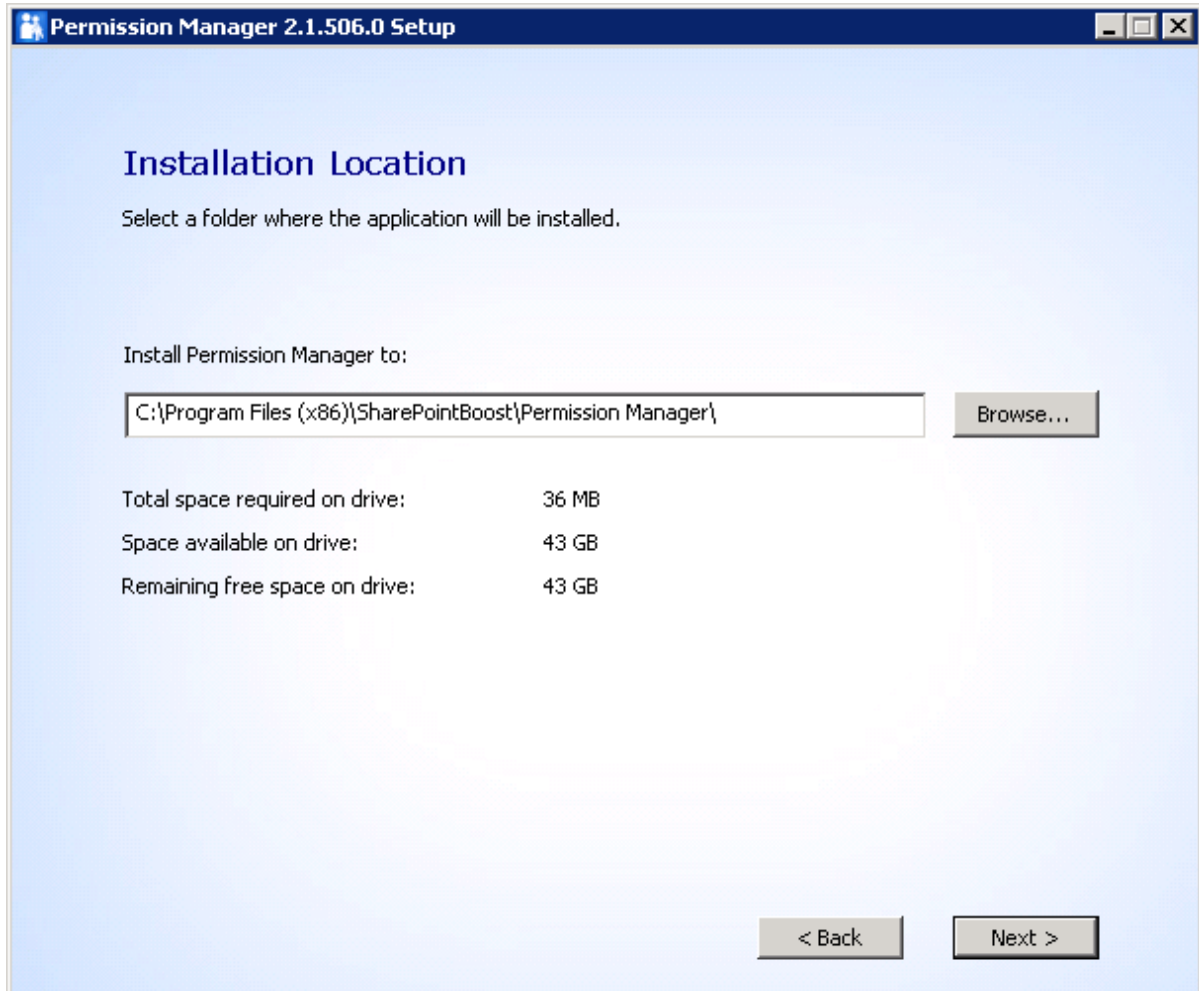 Permission Manager 2.1.506.0 Setup
Installation Location
Select a folder where the application will be installed.
Install Permission Manager to:
C:\Program Files (x86)\SharePointBoost\Permission Manager\
Browse...
Total space required on drive: 36 MB
Space available on drive: 43 GB
Remaining free space on drive: 43 GB
< Back
Next >